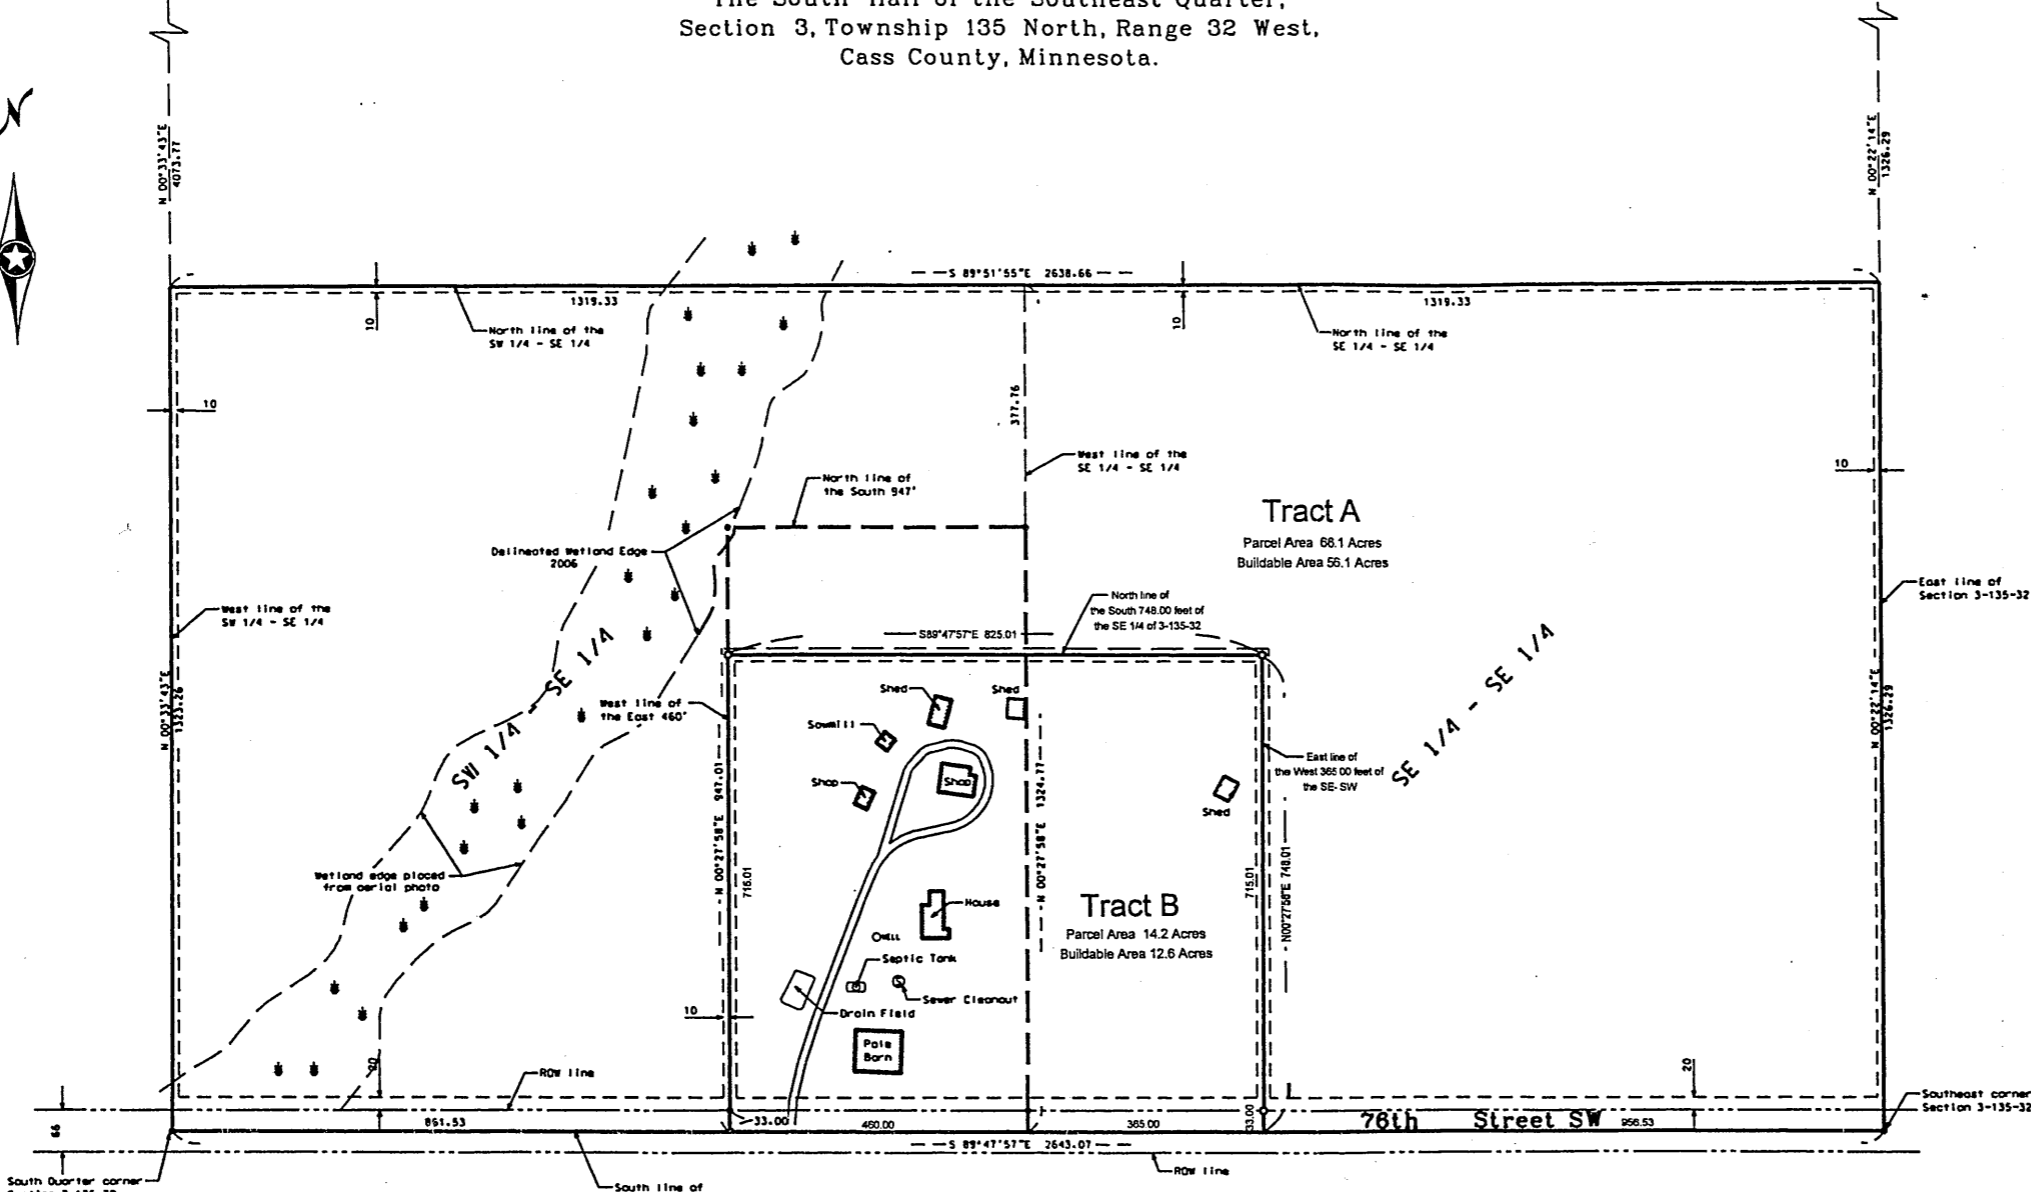 The South Half of the Southeast Quarter,
Section 3, Township 135 North, Range 32 West,
Cass County, Minnesota.
N
N 00°33'43"E
4073.77
N 00°22'14"E
1326.29
S 89°51'55"E 2638.66
1319.33
1319.33
10
10
North line of the
SW 1/4 - SE 1/4
North line of the
SE 1/4 - SE 1/4
10
377.76
West line of the
SE 1/4 - SE 1/4
10
North line of
the South 947'
Tract A
Parcel Area 68.1 Acres
Buildable Area 56.1 Acres
Delineated Wetland Edge
2006
East line of
Section 3-135-32
West line of the
SW 1/4 - SE 1/4
North line of
the South 748.00 feet of
the SE 1/4 of 3-135-32
S89°47'57"E 825.01
SW 1/4 - SE 1/4
SE 1/4 - SE 1/4
N 00°33'43"E
1323.26
N 00°22'14"E
1326.29
West line of
the East 460'
Shed
Shed
Sawmill
Shop
Shop
Shed
East line of
the West 365.00 feet of
the SE-SW
N 00°27'58"E 947.01
715.01
N 00°27'58"E 1324.77
715.01
N00°27'58"E 748.01
Wetland edge placed
from aerial photo
House
Tract B
Parcel Area 14.2 Acres
Buildable Area 12.6 Acres
WELL
Septic Tank
Sewer Cleanout
Drain Field
10
Pole
Barn
20
20
ROW line
Southeast corner
Section 3-135-32
66
861.53
33.00
460.00
365.00
33.00
76th Street SW
956.53
S 89°47'57"E 2643.07
ROW line
South Quarter corner
South line of